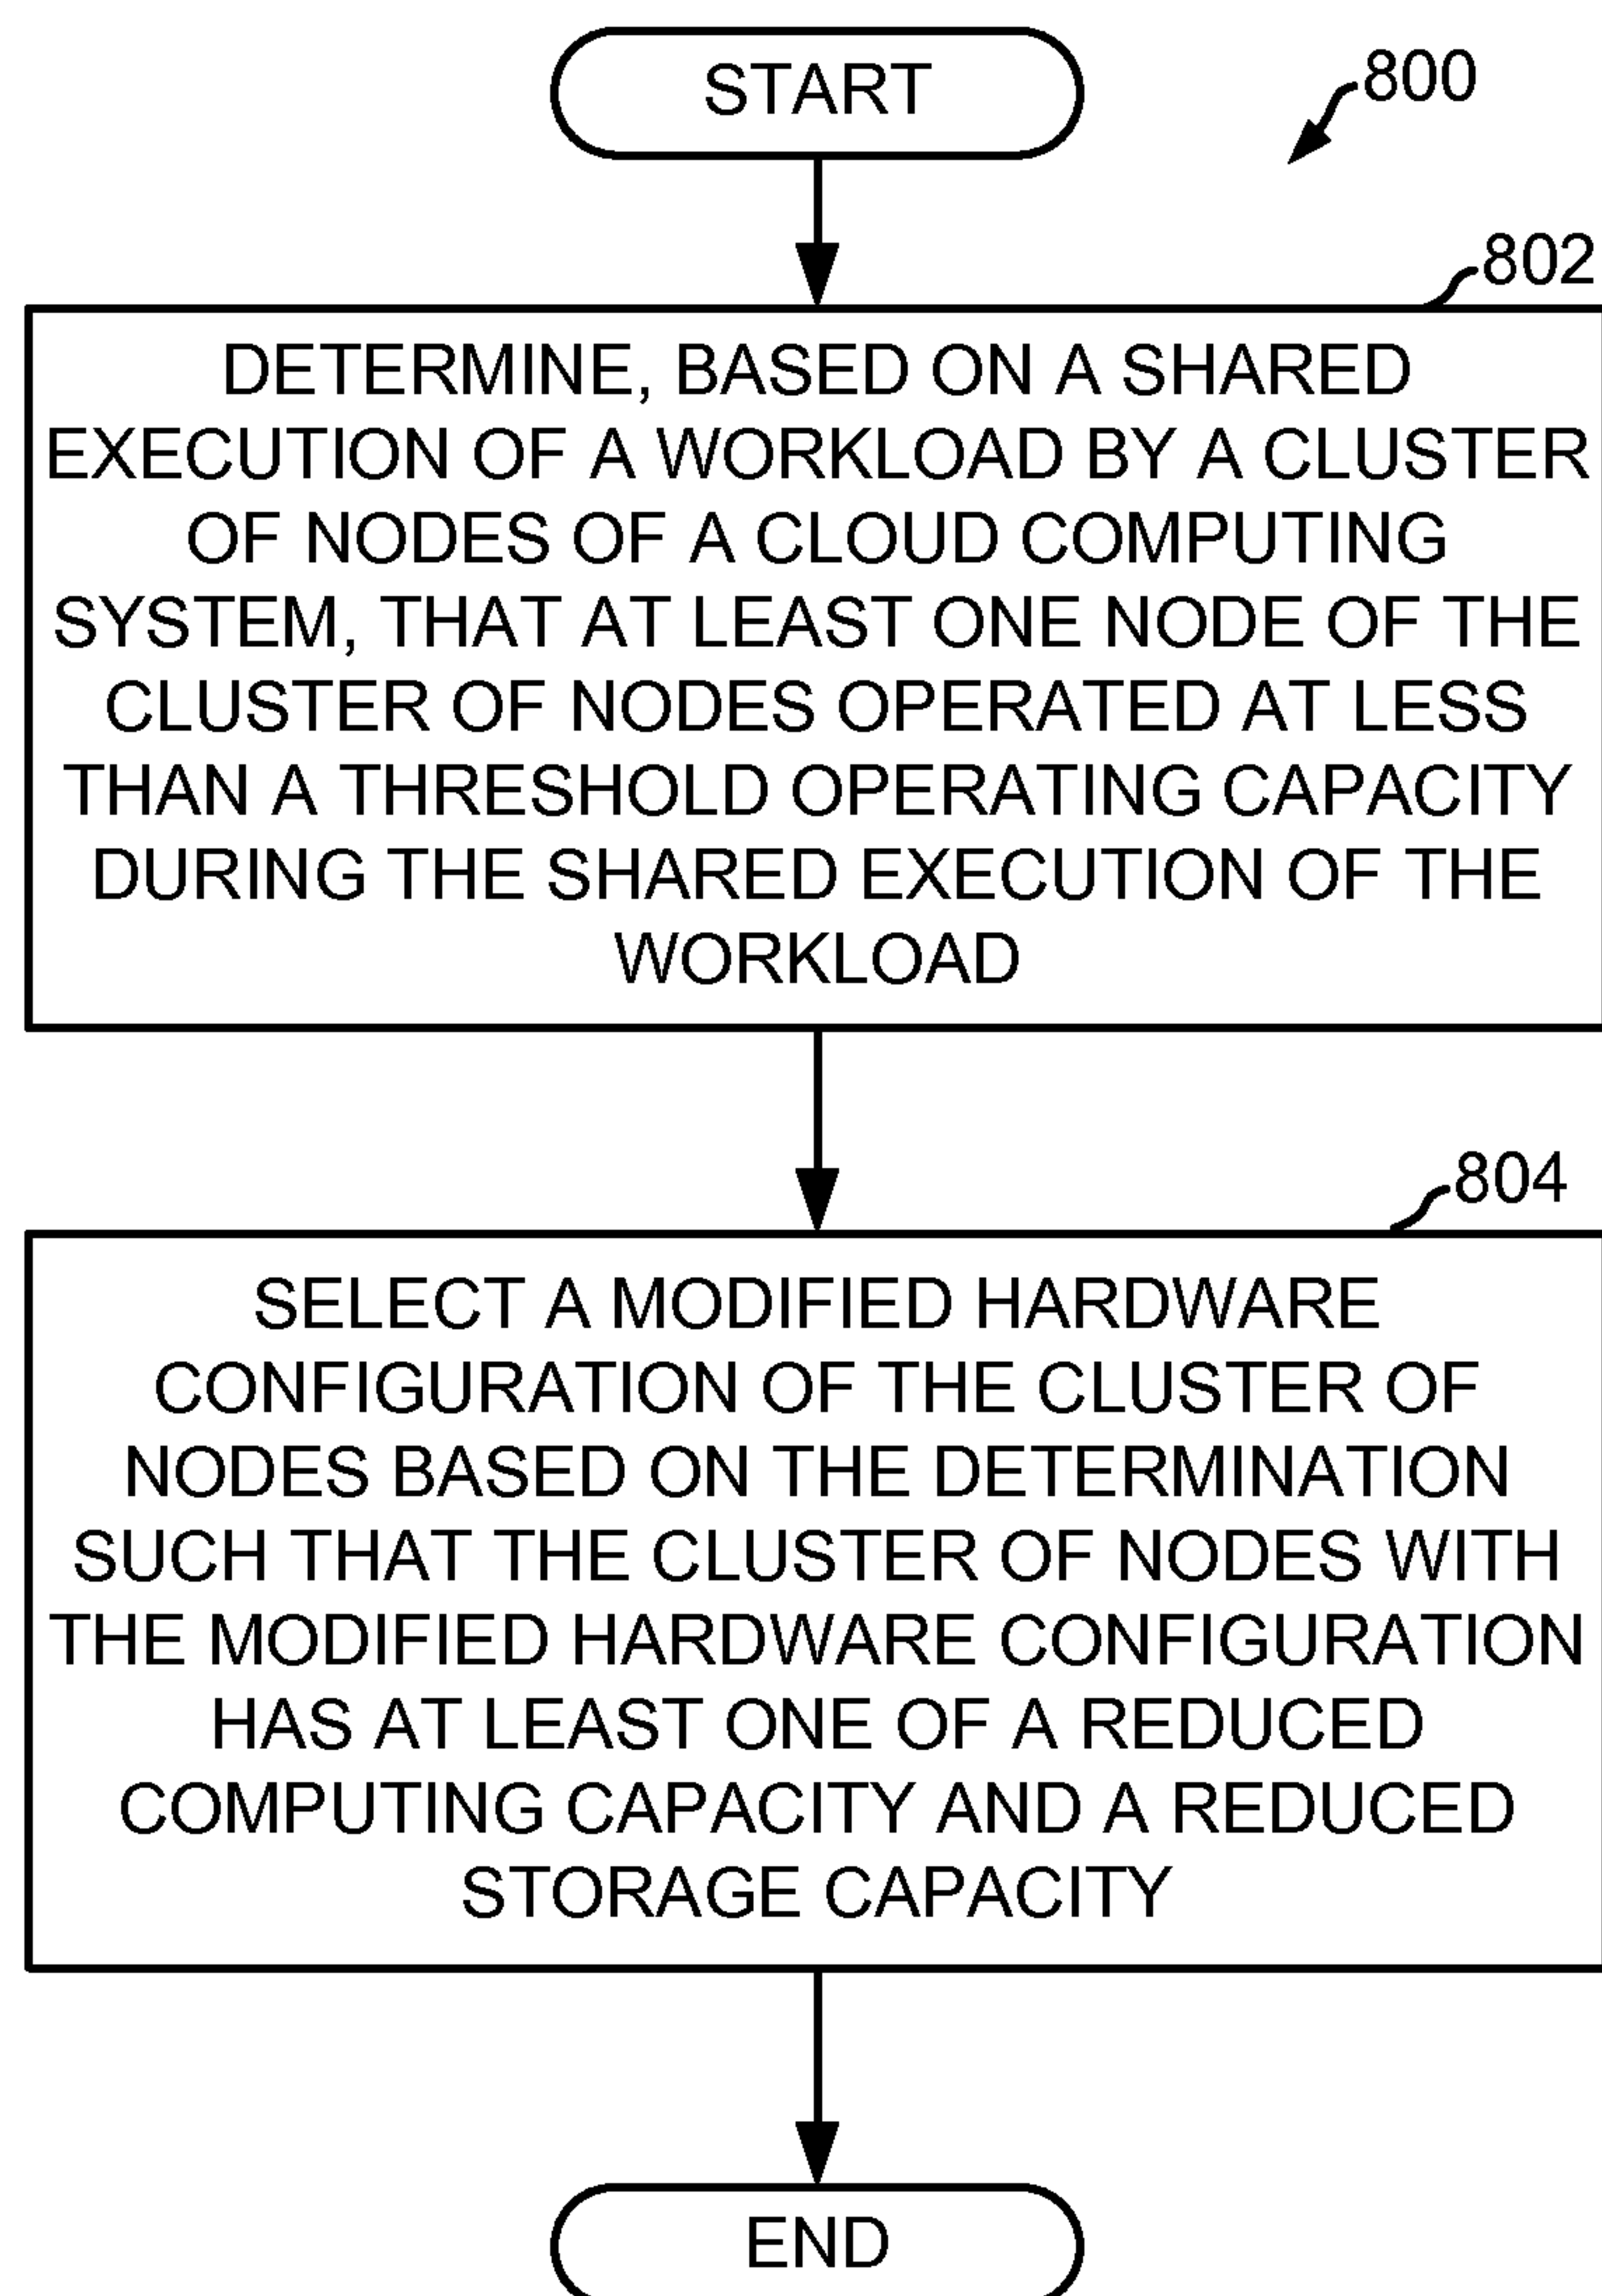 START
800
802
DETERMINE, BASED ON A SHARED
EXECUTION OF A WORKLOAD BY A CLUSTER
OF NODES OF A CLOUD COMPUTING
SYSTEM, THAT AT LEAST ONE NODE OF THE
CLUSTER OF NODES OPERATED AT LESS
THAN A THRESHOLD OPERATING CAPACITY
DURING THE SHARED EXECUTION OF THE
WORKLOAD
804
SELECT A MODIFIED HARDWARE
CONFIGURATION OF THE CLUSTER OF
NODES BASED ON THE DETERMINATION
SUCH THAT THE CLUSTER OF NODES WITH
THE MODIFIED HARDWARE CONFIGURATION
HAS AT LEAST ONE OF A REDUCED
COMPUTING CAPACITY AND A REDUCED
STORAGE CAPACITY
END